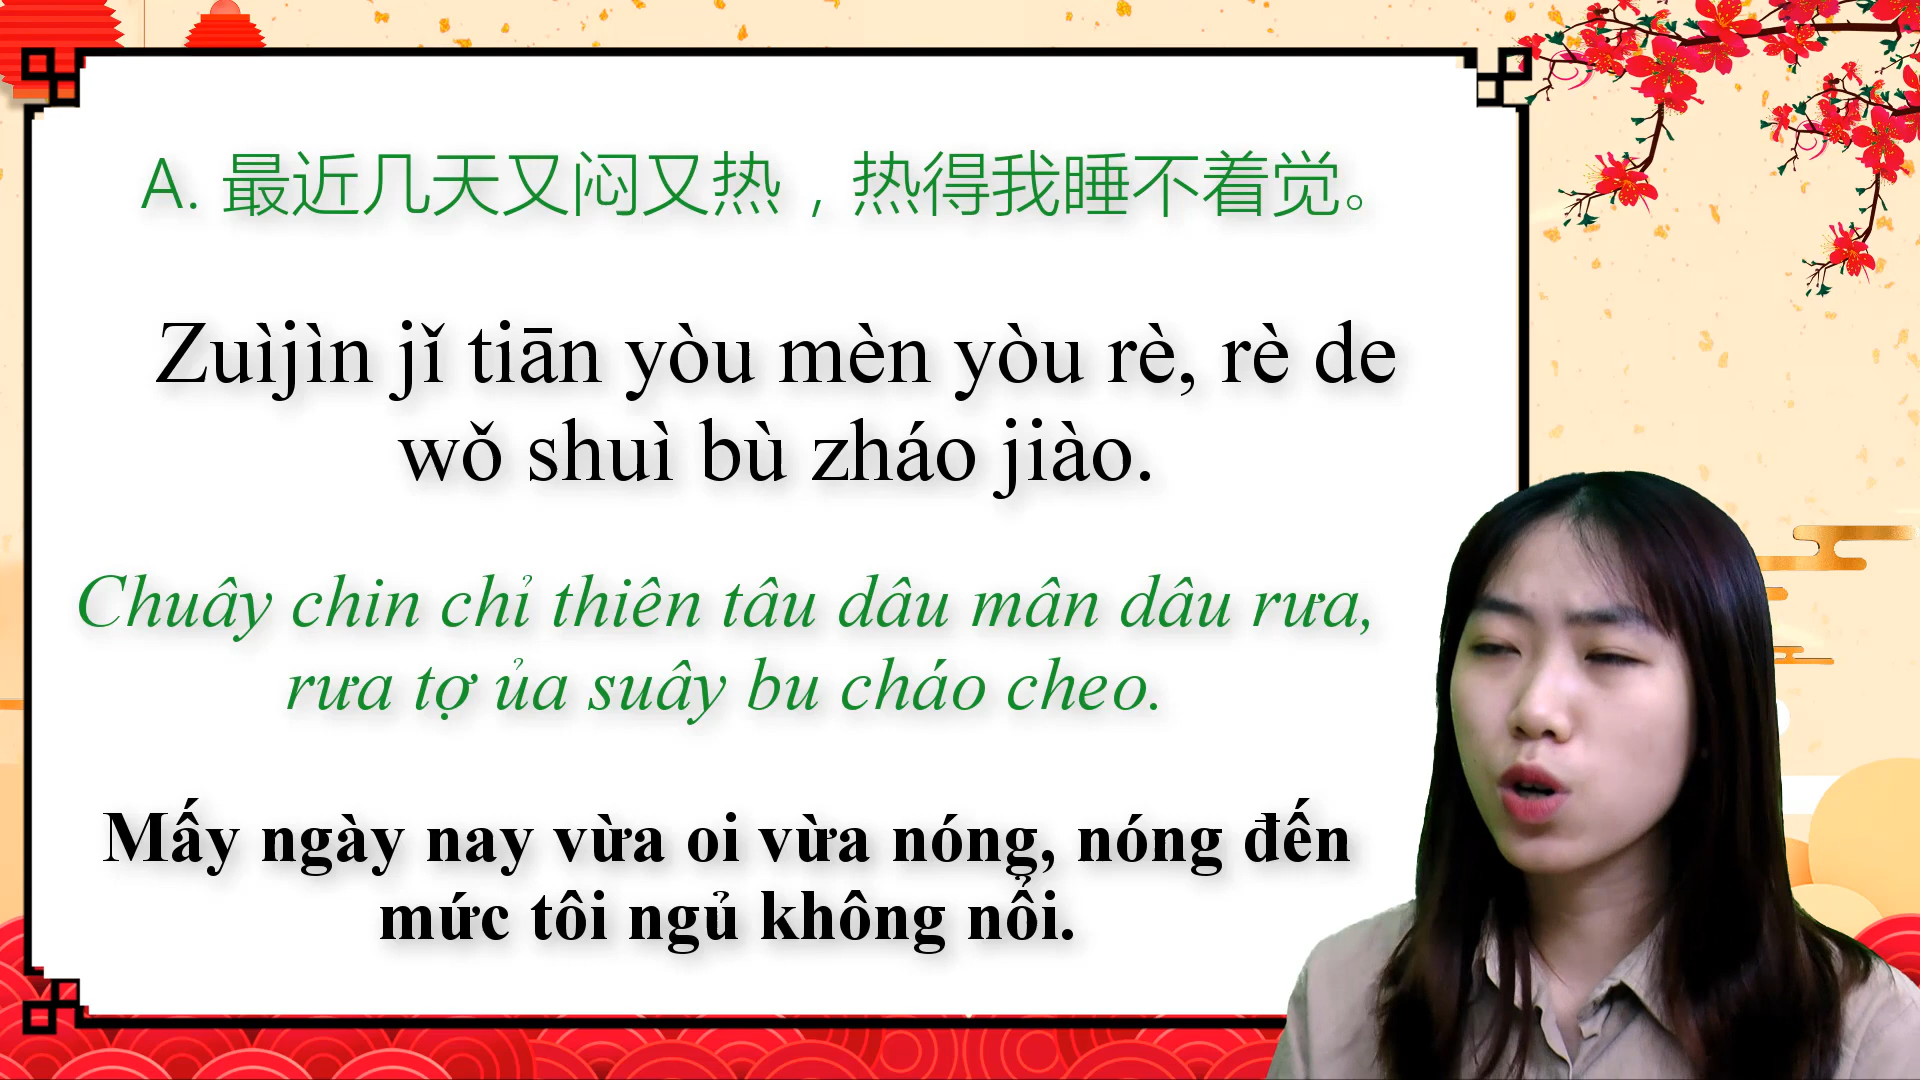 A. 最近几天又闷又热，热得我睡不着觉。
Zuìjìn jǐ tiān yòu mèn yòu rè, rè de
wǒ shuì bù zháo jiào.
Chuây chin chỉ thiên tâu dâu mân dâu rưa,
rưa tợ ủa suây bu cháo cheo.
Mấy ngày nay vừa oi vừa nóng, nóng đến
mức tôi ngủ không nổi.